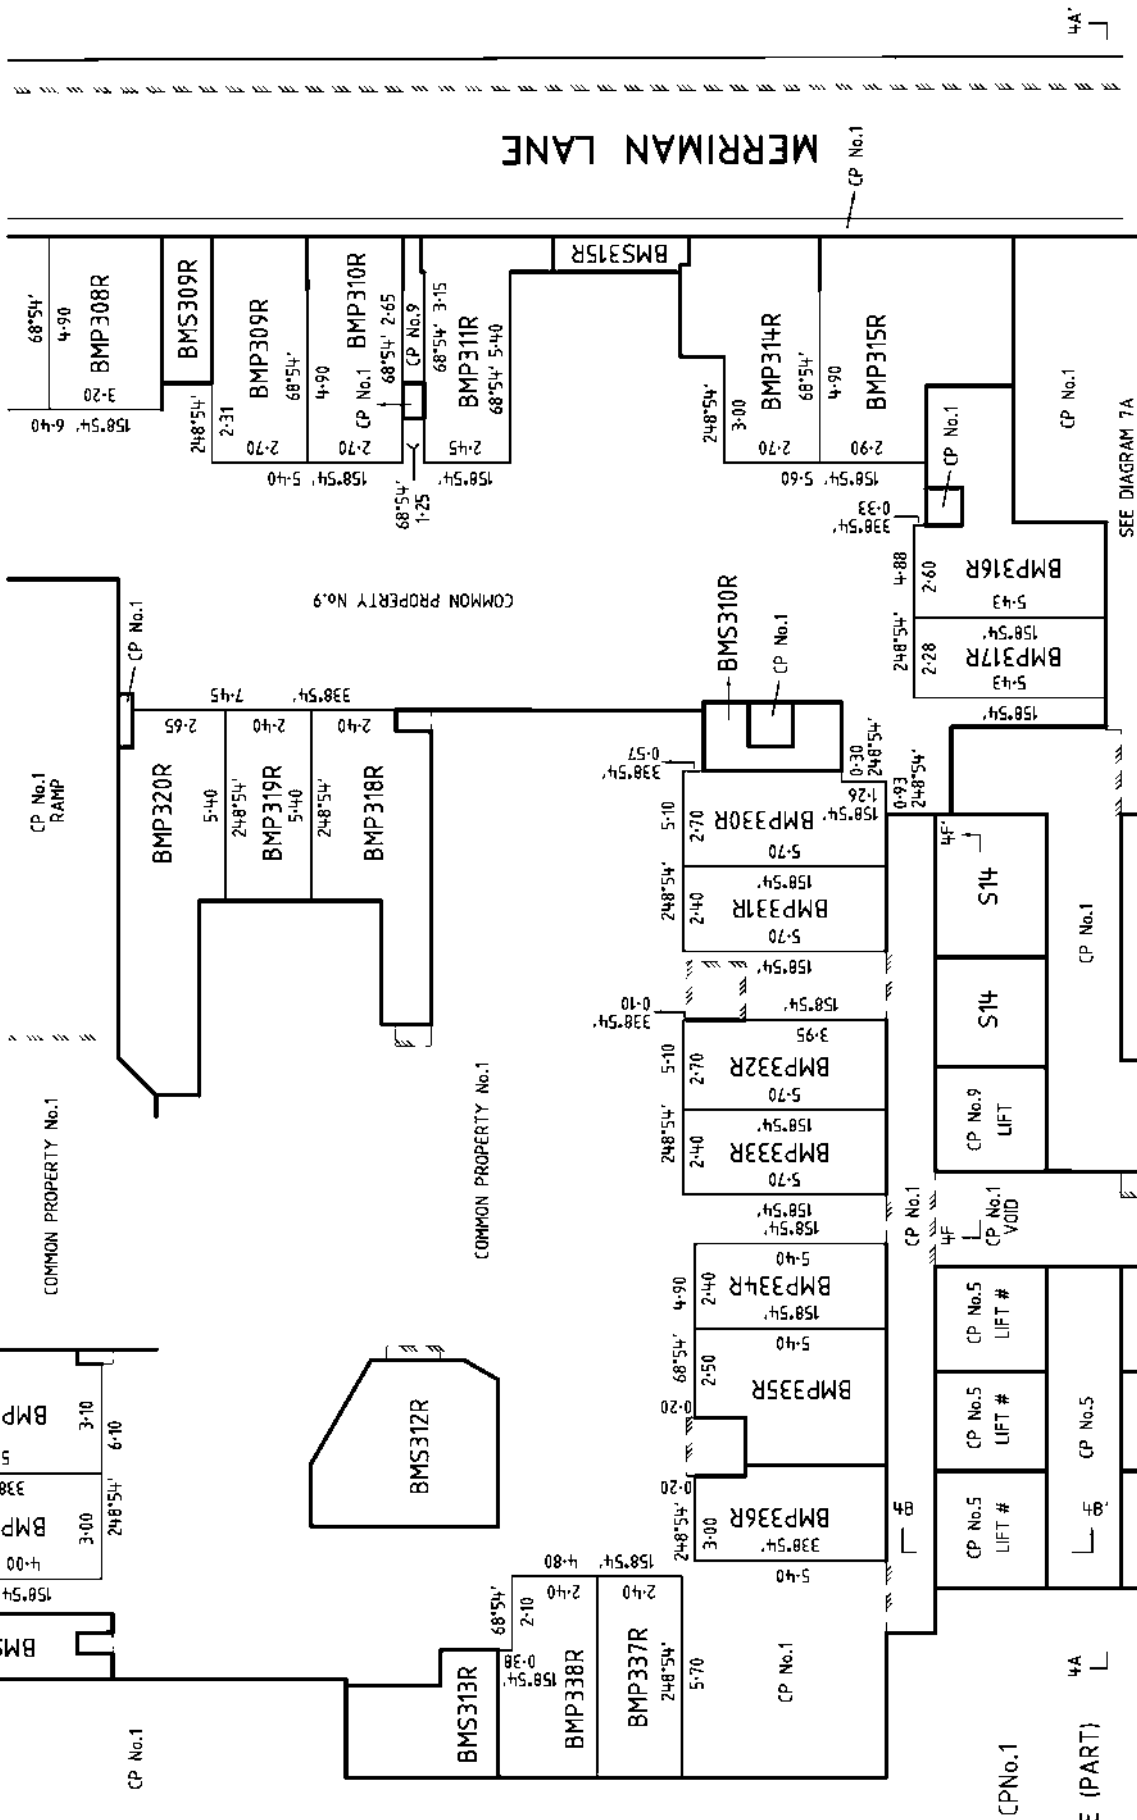 4A'
MERRIMAN LANE
CP No.1
68°54'
4·90
BMP308R
3·20
158°54' 6·40
BMS309R
248°54'
2·31
BMP309R
68°54'
2·70
4·90
BMP310R
CP No.1
2·70
158°54' 5·40
68°54' 2·65
CP No.9
68°54'
1·25
68°54' 3·15
BMP311R
68°54' 5·40
2·45
158°54'
BMS315R
248°54'
3·00
BMP314R
68°54'
2·70
4·90
BMP315R
2·90
158°54' 5·60
CP No.1
CP No.1
SEE DIAGRAM 7A
338°54'
0·33
4·88
2·60
BMP316R
5·43
158°54'
248°54'
2·28
BMP317R
5·43
158°54'
COMMON PROPERTY No.9
CP No.1
RAMP
CP No.1
338°54' 7·45
2·65
BMP320R
5·40
248°54'
2·40
BMP319R
5·40
248°54'
2·40
BMP318R
BMS310R
CP No.1
338°54'
0·57
0·30
248°54'
0·93
248°54'
158°54'
1·26
5·10
2·70
BMP330R
5·70
158°54'
248°54'
2·40
BMP331R
5·70
158°54'
158°54'
3·95
338°54'
0·10
5·10
2·70
BMP332R
5·70
158°54'
248°54'
2·40
BMP333R
5·70
158°54'
158°54'
5·40
4·90
2·40
BMP334R
158°54'
5·40
68°54'
2·50
BMP335R
0·20
0·20
248°54'
3·00
BMP336R
338°54'
5·40
4F'
S14
S14
CP No.1
CP No.9
LIFT
CP No.1
4F
CP No.1
VOID
CP No.5
LIFT #
CP No.5
LIFT #
CP No.5
LIFT #
CP No.5
4B
4B'
COMMON PROPERTY No.1
COMMON PROPERTY No.1
BMP
3·10
6·10
5
338
BMP
3·00
248°54'
4·00
158°54
BMS
BMS312R
158°54' 4·80
68°54'
2·10
2·40
2·40
158°54'
0·38
BMS313R
BMP338R
BMP337R
248°54'
5·70
CP No.1
CP No.1
4A
CPNo.1
E (PART)